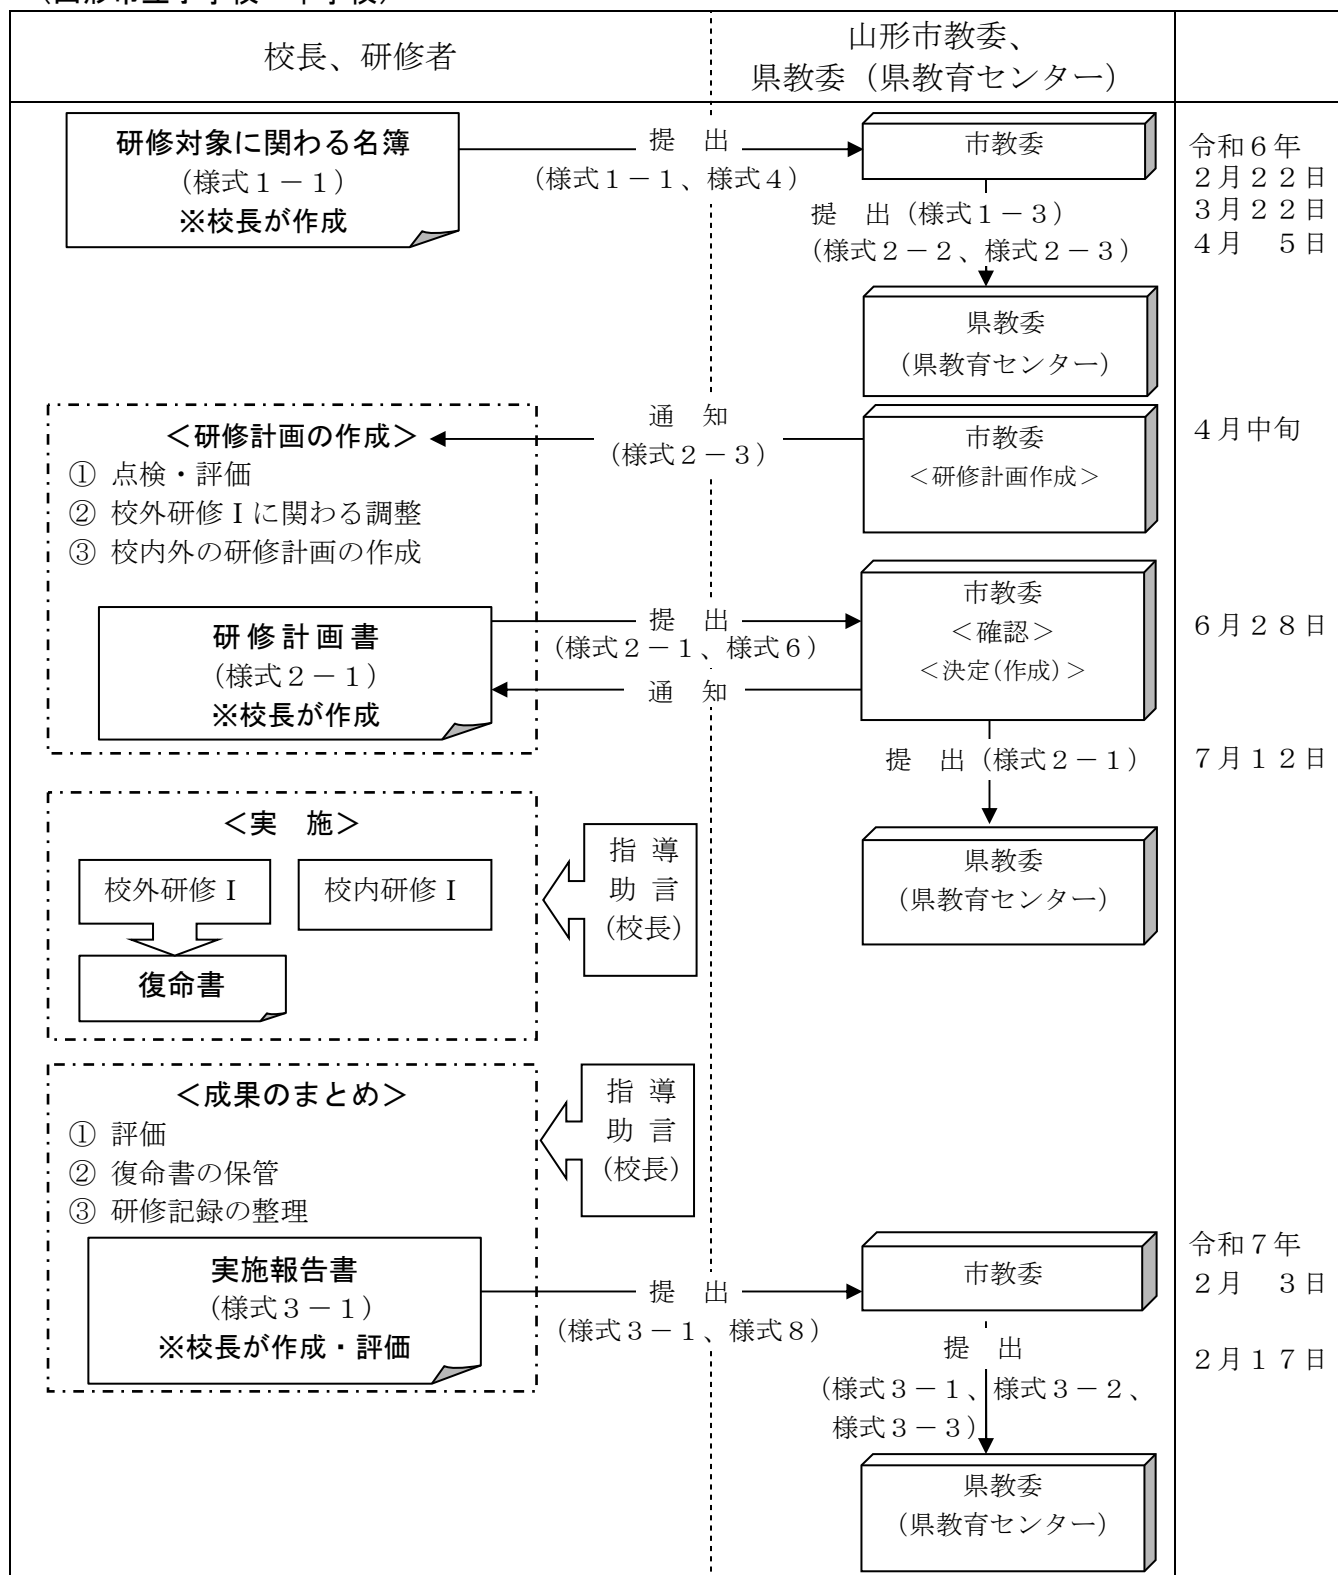 校長、研修者
山形市教委、
県教委（県教育センター）
研修対象に関わる名簿
（様式１－１）
※校長が作成
提　出
（様式１－１、様式４）
市教委
令和６年
２月２２日
３月２２日
４月　５日
提　出（様式１－３）
（様式２－２、様式２－３）
県教委
（県教育センター）
＜研修計画の作成＞
① 点検・評価
② 校外研修Ⅰに関わる調整
③ 校内外の研修計画の作成
通　知
（様式２－３）
市教委
＜研修計画作成＞
４月中旬
研修計画書
（様式２－１）
※校長が作成
提　出
（様式２－１、様式６）
通　知
市教委
＜確認＞
＜決定(作成)＞
６月２８日
提　出（様式２－１）
７月１２日
県教委
（県教育センター）
＜実　施＞
校外研修Ⅰ
校内研修Ⅰ
復命書
指 導
助 言
(校長)
＜成果のまとめ＞
① 評価
② 復命書の保管
③ 研修記録の整理
指 導
助 言
(校長)
実施報告書
（様式３－１）
※校長が作成・評価
提　出
（様式３－１、様式８）
市教委
令和７年
２月　３日
提　出
（様式３－１、様式３－２、
様式３－３）
２月１７日
県教委
（県教育センター）